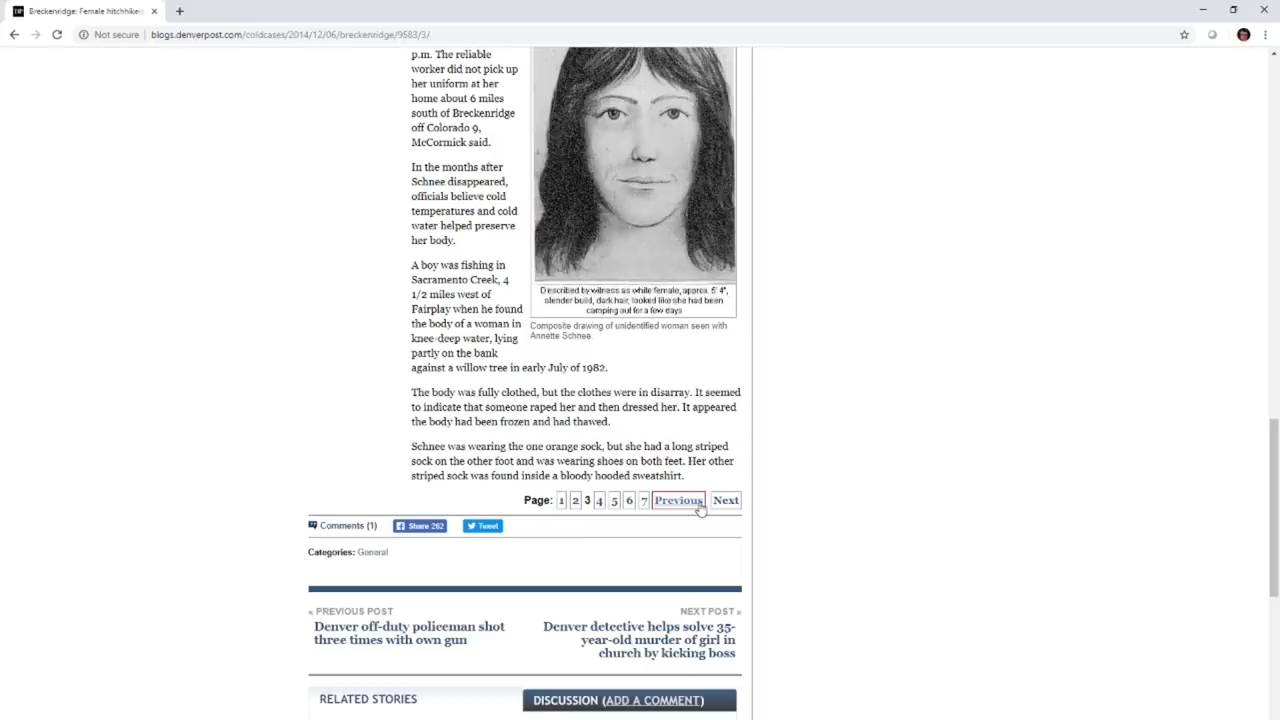 Breckenridge: Female hitchhikers
Not secure
blogs.denverpost.com/coldcases/2014/12/06/breckenridge/9583/3/
p.m. The reliable
worker did not pick up
her uniform at her
home about 6 miles
south of Breckenridge
off Colorado 9,
McCormick said.
In the months after
Schnee disappeared,
officials believe cold
temperatures and cold
water helped preserve
her body.
A boy was fishing in
Sacramento Creek, 4
1/2 miles west of
Fairplay when he found
the body of a woman in
knee-deep water, lying
partly on the bank
against a willow tree in early July of 1982.
Described by witness as white female, approx. 5' 4",
slender build, dark hair, looked like she had been
camping out for a few days
Composite drawing of unidentified woman seen with
Annette Schnee.
The body was fully clothed, but the clothes were in disarray. It seemed
to indicate that someone raped her and then dressed her. It appeared
the body had been frozen and had thawed.
Schnee was wearing the one orange sock, but she had a long striped
sock on the other foot and was wearing shoes on both feet. Her other
striped sock was found inside a bloody hooded sweatshirt.
Page: 1 2 3 4 5 6 7 Previous Next
Comments (1) Share 262 Tweet
Categories: General
« PREVIOUS POST
Denver off-duty policeman shot
three times with own gun
NEXT POST »
Denver detective helps solve 35-
year-old murder of girl in
church by kicking boss
RELATED STORIES
DISCUSSION (ADD A COMMENT)